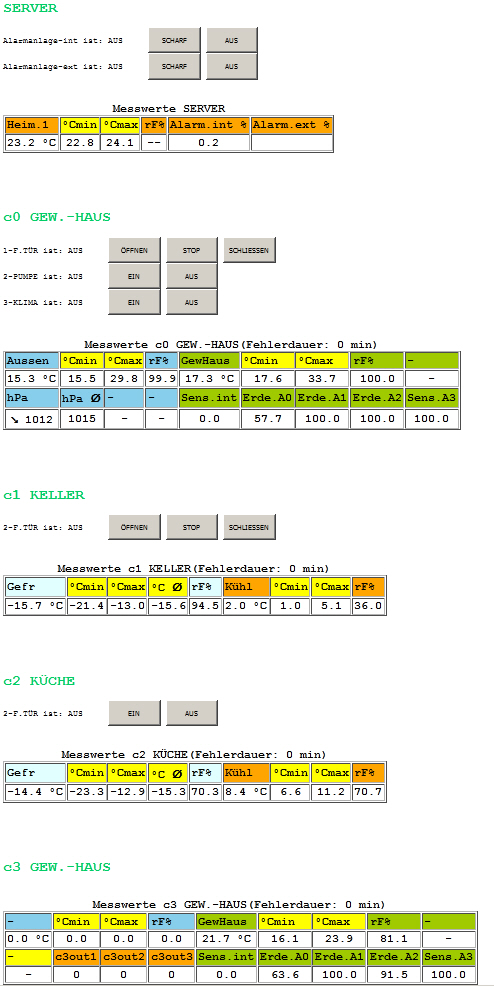 SERVER
Alarmanlage-int ist: AUS SCHARF AUS
Alarmanlage-ext ist: AUS SCHARF AUS
Messwerte SERVER
Heim.1 °Cmin °Cmax rF% Alarm.int % Alarm.ext %
23.2 °C 22.8 24.1 -- 0.2
c0 GEW.-HAUS
1-F.TÜR ist: AUS ÖFFNEN STOP SCHLIESSEN
2-PUMPE ist: AUS EIN AUS
3-KLIMA ist: AUS EIN AUS
Messwerte c0 GEW.-HAUS(Fehlerdauer: 0 min)
Aussen °Cmin °Cmax rF% GewHaus °Cmin °Cmax rF% -
15.3 °C 15.5 29.8 99.9 17.3 °C 17.6 33.7 100.0 -
hPa hPa Ø - - Sens.int Erde.A0 Erde.A1 Erde.A2 Sens.A3
↘ 1012 1015 - - 0.0 57.7 100.0 100.0 100.0
c1 KELLER
2-F.TÜR ist: AUS ÖFFNEN STOP SCHLIESSEN
Messwerte c1 KELLER(Fehlerdauer: 0 min)
Gefr °Cmin °Cmax °C Ø rF% Kühl °Cmin °Cmax rF%
-15.7 °C -21.4 -13.0 -15.6 94.5 2.0 °C 1.0 5.1 36.0
c2 KÜCHE
2-F.TÜR ist: AUS EIN AUS
Messwerte c2 KÜCHE(Fehlerdauer: 0 min)
Gefr °Cmin °Cmax °C Ø rF% Kühl °Cmin °Cmax rF%
-14.4 °C -23.3 -12.9 -15.3 70.3 8.4 °C 6.6 11.2 70.7
c3 GEW.-HAUS
Messwerte c3 GEW.-HAUS(Fehlerdauer: 0 min)
- °Cmin °Cmax rF% GewHaus °Cmin °Cmax rF% -
0.0 °C 0.0 0.0 0.0 21.7 °C 16.1 23.9 81.1 -
- c3out1 c3out2 c3out3 Sens.int Erde.A0 Erde.A1 Erde.A2 Sens.A3
- 0 0 0 0.0 63.6 100.0 91.5 100.0